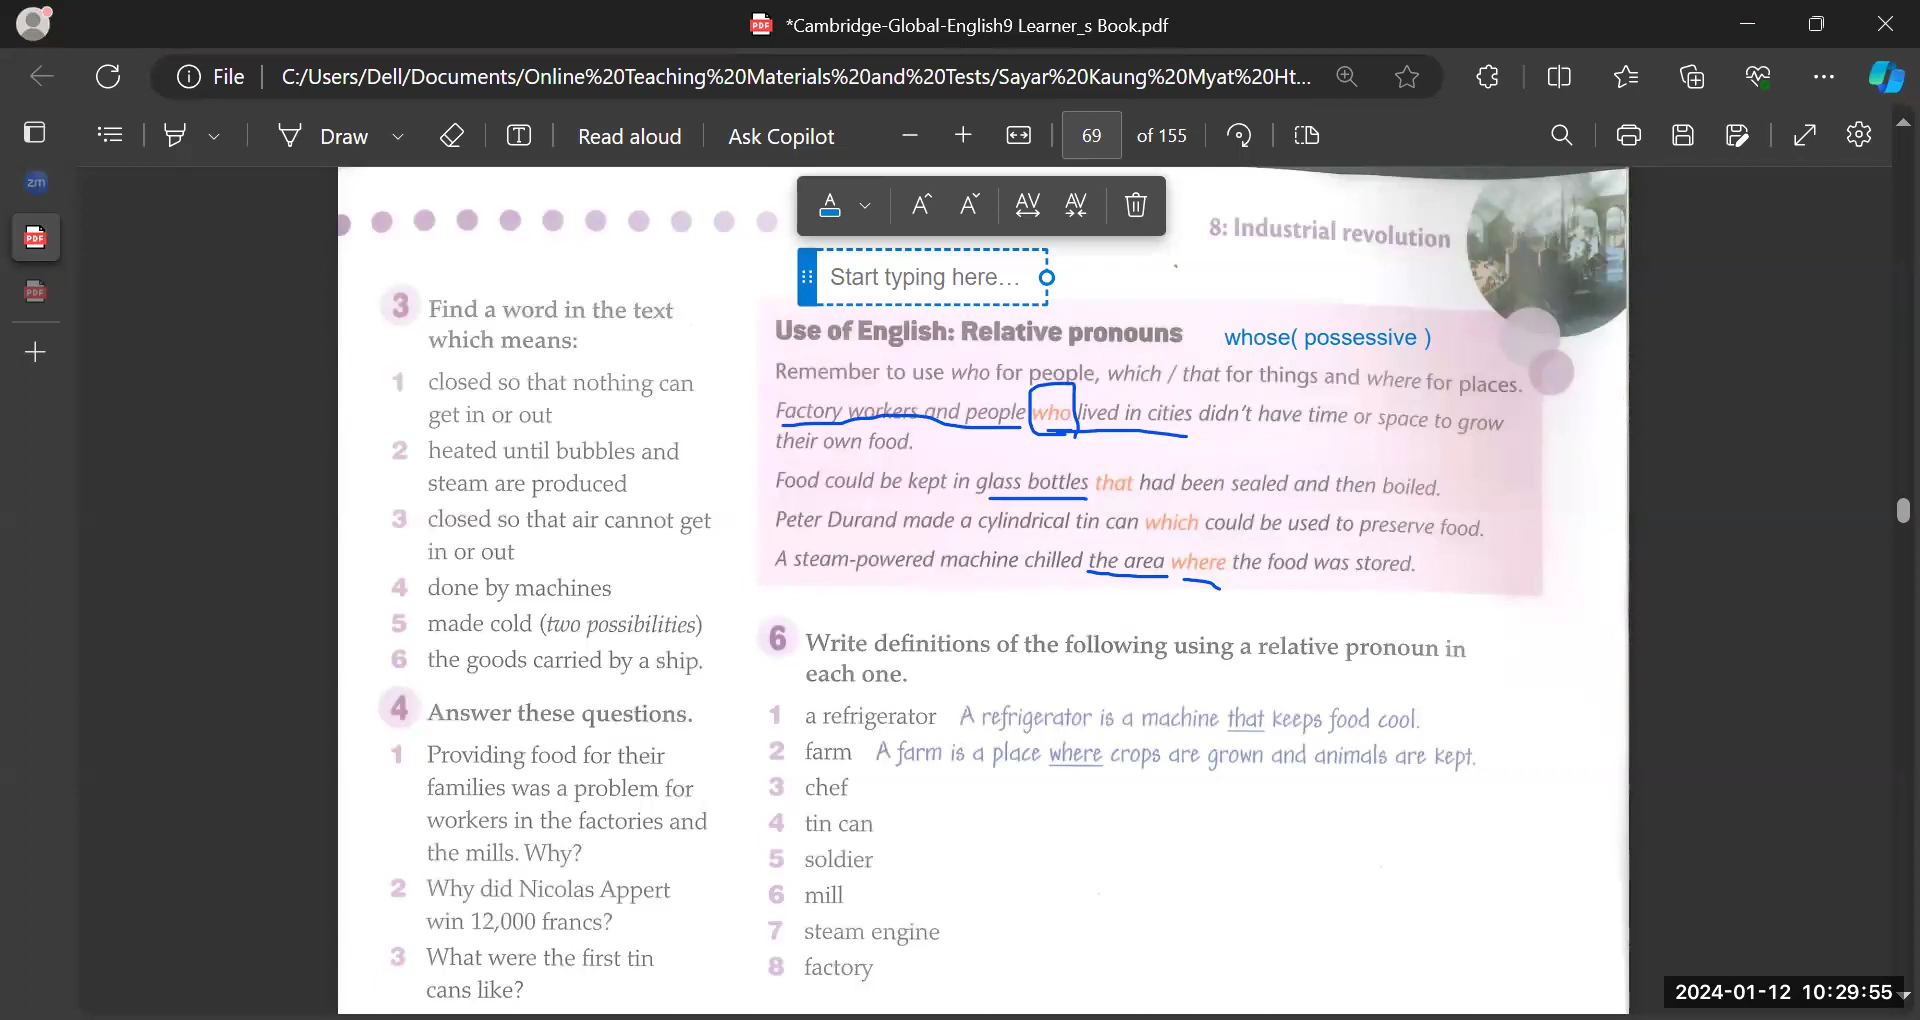 *Cambridge-Global-English9 Learner_s Book.pdf
File
C:/Users/Dell/Documents/Online%20Teaching%20Materials%20and%20Tests/Sayar%20Kaung%20Myat%20Ht...
Draw
Read aloud
Ask Copilot
69 of 155
zm
PDF
PDF
8: Industrial revolution
Start typing here...
3 Find a word in the text
which means:
1 closed so that nothing can
get in or out
2 heated until bubbles and
steam are produced
3 closed so that air cannot get
in or out
4 done by machines
5 made cold (two possibilities)
6 the goods carried by a ship.
4 Answer these questions.
1 Providing food for their
families was a problem for
workers in the factories and
the mills. Why?
2 Why did Nicolas Appert
win 12,000 francs?
3 What were the first tin
cans like?
Use of English: Relative pronouns
whose( possessive )
Remember to use who for people, which / that for things and where for places.
Factory workers and people who lived in cities didn't have time or space to grow
their own food.
Food could be kept in glass bottles that had been sealed and then boiled.
Peter Durand made a cylindrical tin can which could be used to preserve food.
A steam-powered machine chilled the area where the food was stored.
6 Write definitions of the following using a relative pronoun in
each one.
1 a refrigerator A refrigerator is a machine that keeps food cool.
2 farm A farm is a place where crops are grown and animals are kept.
3 chef
4 tin can
5 soldier
6 mill
7 steam engine
8 factory
2024-01-12 10:29:55